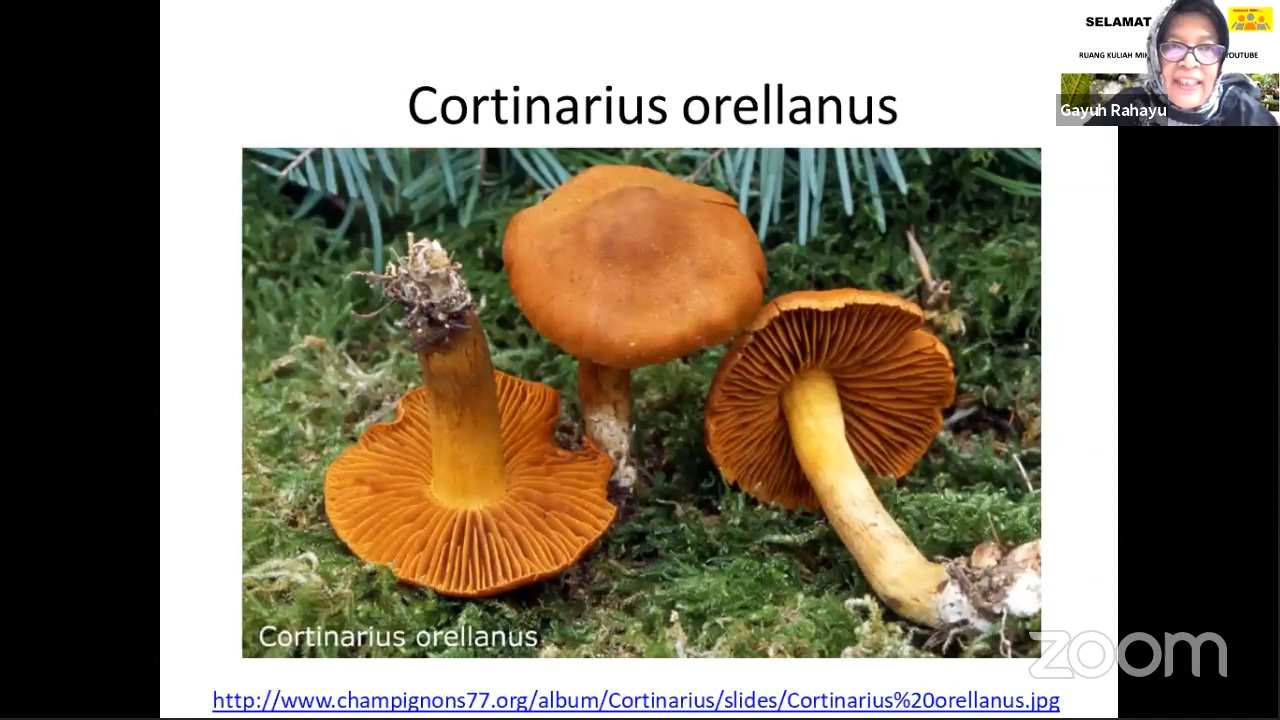 SELAMAT
RUANG KULIAH MI YOUTUBE
Gayuh Rahayu
Cortinarius orellanus
Cortinarius orellanus
zoom
http://www.champignons77.org/album/Cortinarius/slides/Cortinarius%20orellanus.jpg